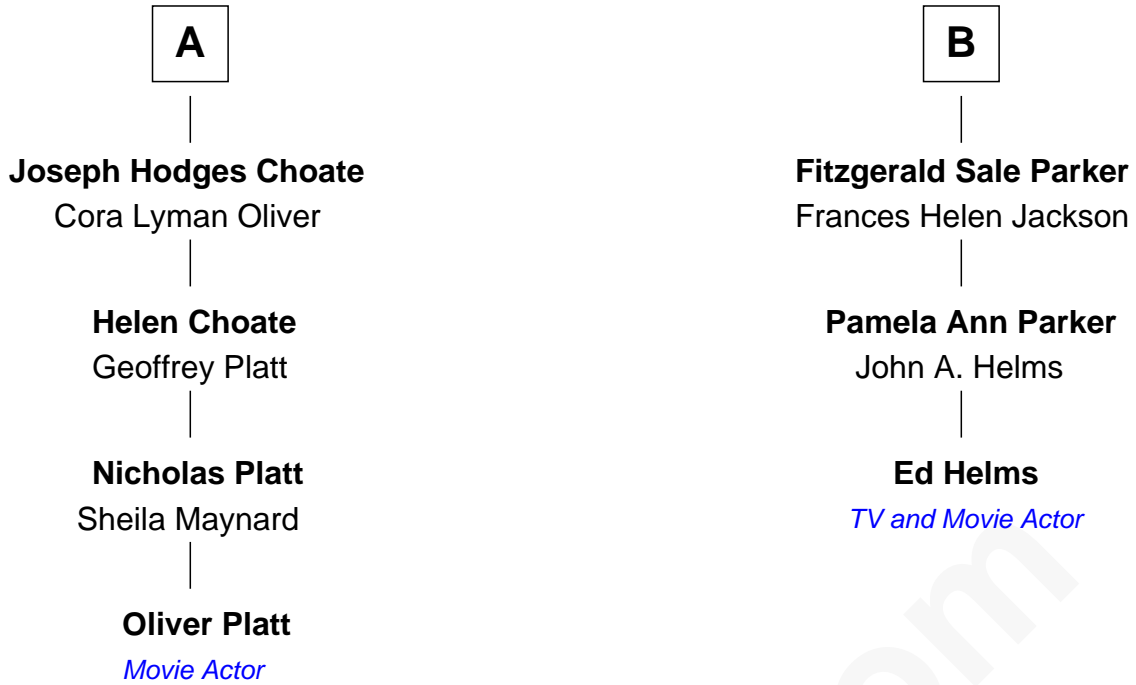 A
Joseph Hodges Choate
Cora Lyman Oliver
Helen Choate
Geoffrey Platt
Nicholas Platt
Sheila Maynard
Oliver Platt
Movie Actor
B
Fitzgerald Sale Parker
Frances Helen Jackson
Pamela Ann Parker
John A. Helms
Ed Helms
TV and Movie Actor
om